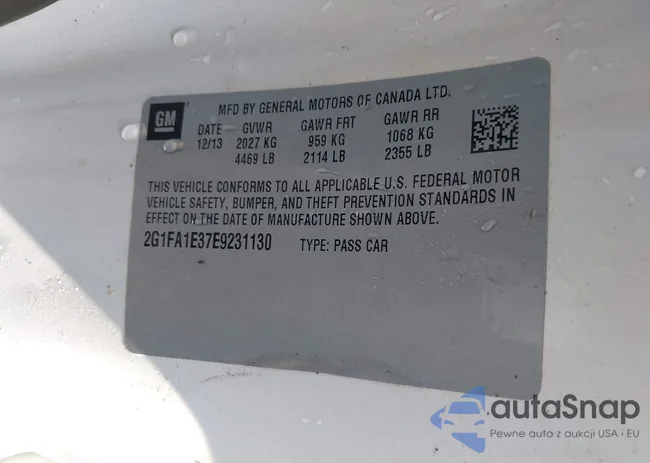 MFD BY GENERAL MOTORS OF CANADA LTD.
GM
DATE GVWR GAWR FRT GAWR RR
12/13 2027 KG 959 KG 1068 KG
4469 LB 2114 LB 2355 LB
THIS VEHICLE CONFORMS TO ALL APPLICABLE U.S. FEDERAL MOTOR
VEHICLE SAFETY, BUMPER, AND THEFT PREVENTION STANDARDS IN
EFFECT ON THE DATE OF MANUFACTURE SHOWN ABOVE.
2G1FA1E37E9231130 TYPE: PASS CAR
autaSnap
Pewne auta z aukcji USA i EU